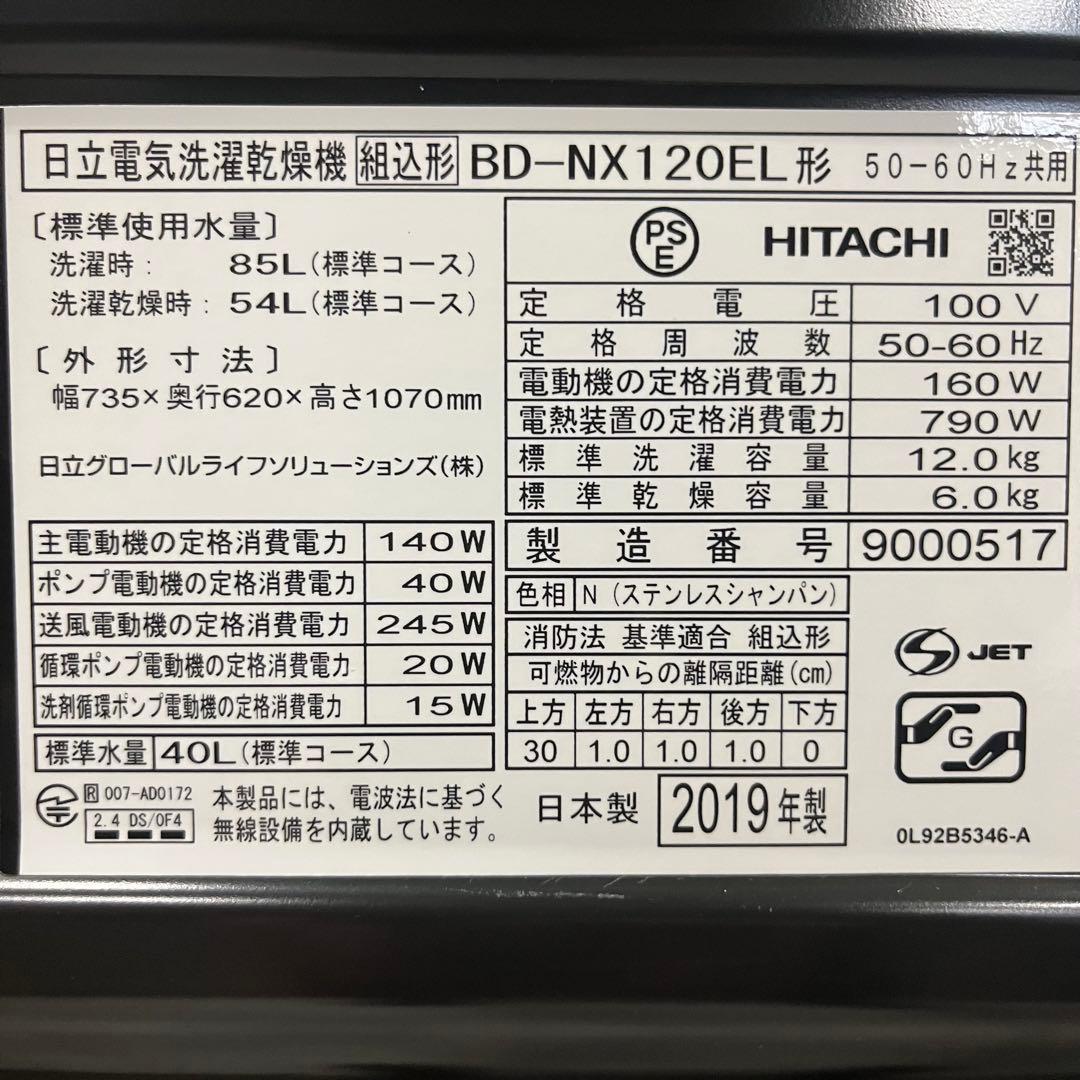 日立電気洗濯乾燥機 組込形 BD-NX120EL形 50-60Hz共用
〔標準使用水量〕
洗濯時: 85L(標準コース)
洗濯乾燥時: 54L(標準コース)
〔外形寸法〕
幅735×奥行620×高さ1070mm
日立グローバルライフソリューションズ(株)
PSE HITACHI
定格電圧 100V
定格周波数 50-60Hz
電動機の定格消費電力 160W
電熱装置の定格消費電力 790W
標準洗濯容量 12.0kg
標準乾燥容量 6.0kg
製造番号 9000517
主電動機の定格消費電力 140W
ポンプ電動機の定格消費電力 40W
送風電動機の定格消費電力 245W
循環ポンプ電動機の定格消費電力 20W
洗剤循環ポンプ電動機の定格消費電力 15W
標準水量 40L(標準コース)
色相 N(ステンレスシャンパン)
消防法 基準適合 組込形
可燃物からの離隔距離(cm)
上方 左方 右方 後方 下方
30 1.0 1.0 1.0 0
S JET
G
R 007-AD0172
2.4 DS/OF4
本製品には、電波法に基づく
無線設備を内蔵しています。
日本製 2019年製
0L92B5346-A